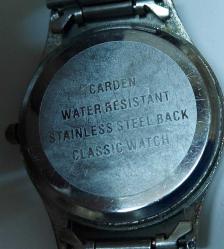 CARDEN
WATER RESISTANT
STAINLESS STEEL BACK
CLASSIC WATCH